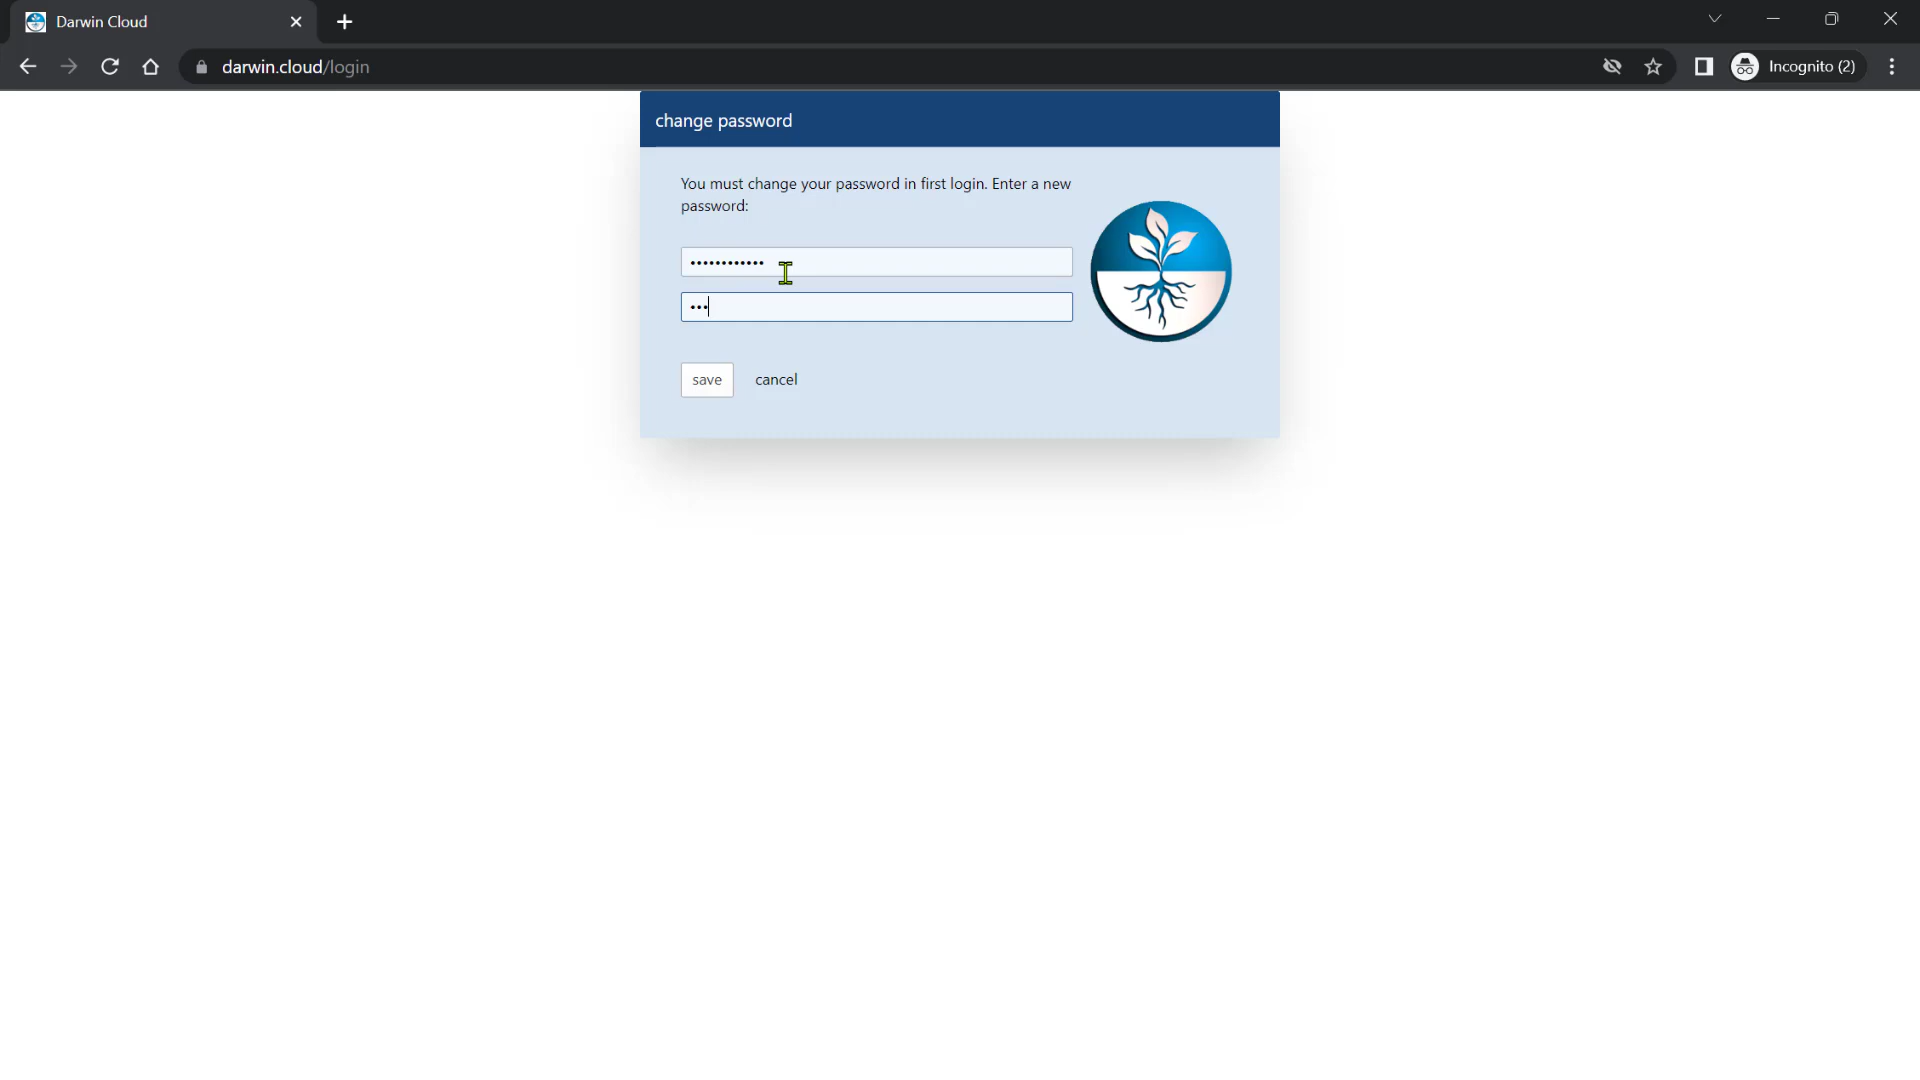 Darwin Cloud
darwin.cloud/login
Incognito (2)
change password
You must change your password in first login. Enter a new
password:
••••••••••••
•••
save
cancel